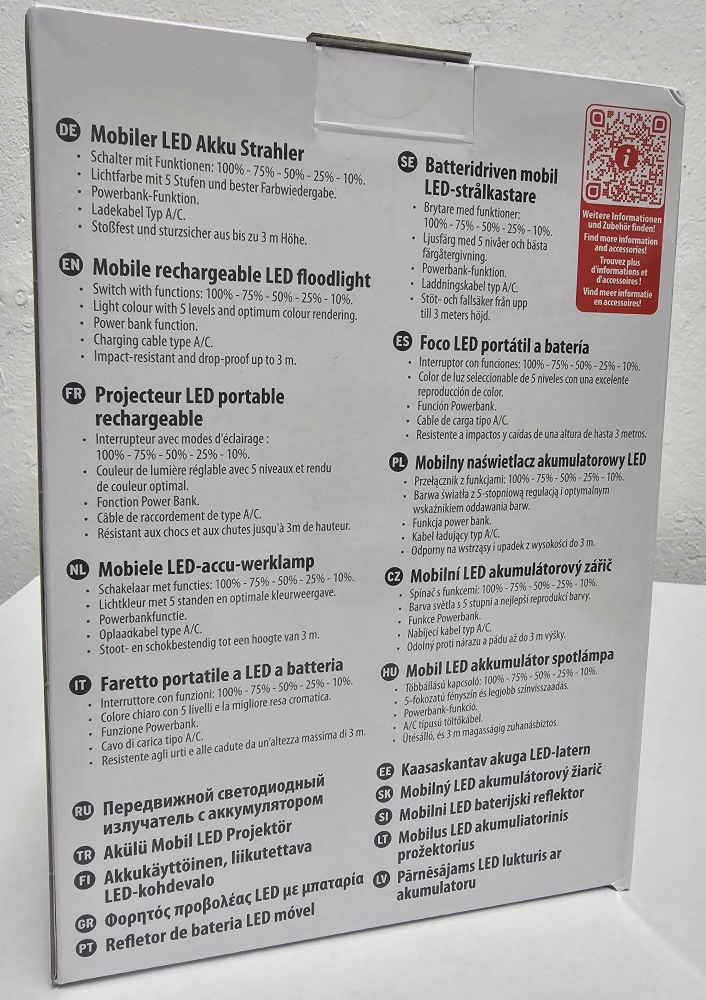 DE Mobiler LED Akku Strahler
• Schalter mit Funktionen: 100% - 75% - 50% - 25% - 10%.
• Lichtfarbe mit 5 Stufen und bester Farbwiedergabe.
• Powerbank-Funktion.
• Ladekabel Typ A/C.
• Stoßfest und sturzsicher aus bis zu 3 m Höhe.
EN Mobile rechargeable LED floodlight
• Switch with functions: 100% - 75% - 50% - 25% - 10%.
• Light colour with 5 levels and optimum colour rendering.
• Power bank function.
• Charging cable type A/C.
• Impact-resistant and drop-proof up to 3 m.
FR Projecteur LED portable
rechargeable
• Interrupteur avec modes d'éclairage :
100% - 75% - 50% - 25% - 10%.
• Couleur de lumière réglable avec 5 niveaux et rendu
de couleur optimal.
• Fonction Power Bank.
• Câble de raccordement de type A/C.
• Résistant aux chocs et aux chutes jusqu'à 3m de hauteur.
NL Mobiele LED-accu-werklamp
• Schakelaar met functies: 100% - 75% - 50% - 25% - 10%.
• Lichtkleur met 5 standen en optimale kleurweergave.
• Powerbankfunctie.
• Oplaadkabel type A/C.
• Stoot- en schokbestendig tot een hoogte van 3 m.
IT Faretto portatile a LED a batteria
• Interruttore con funzioni: 100% - 75% - 50% - 25% - 10%.
• Colore chiaro con 5 livelli e la migliore resa cromatica.
• Funzione Powerbank.
• Cavo di carica tipo A/C.
• Resistente agli urti e alle cadute da un'altezza massima di 3 m.
RU Передвижной светодиодный
излучатель с аккумулятором
TR Akülü Mobil LED Projektör
FI Akkukäyttöinen, liikutettava
LED-kohdevalo
GR Φορητός προβολέας LED με μπαταρία
PT Refletor de bateria LED móvel
SE Batteridriven mobil
LED-strålkastare
• Brytare med funktioner:
100% - 75% - 50% - 25% - 10%.
• Ljusfärg med 5 nivåer och bästa
färgåtergivning.
• Powerbank-funktion.
• Laddningskabel typ A/C.
• Stöt- och fallsäker från upp
till 3 meters höjd.
ES Foco LED portátil a batería
• Interruptor con funciones: 100% - 75% - 50% - 25% - 10%.
• Color de luz seleccionable de 5 niveles con una excelente
reproducción de color.
• Función Powerbank.
• Cable de carga tipo A/C.
• Resistente a impactos y caídas de una altura de hasta 3 metros.
PL Mobilny naświetlacz akumulatorowy LED
• Przełącznik z funkcjami: 100% - 75% - 50% - 25% - 10%.
• Barwa światła z 5-stopniową regulacją i optymalnym
wskaźnikiem oddawania barw.
• Funkcja power bank.
• Kabel ładujący typ A/C.
• Odporny na wstrząsy i upadek z wysokości do 3 m.
CZ Mobilní LED akumulátorový zářič
• Spínač s funkcemi: 100% - 75% - 50% - 25% - 10%.
• Barva světla s 5 stupni a nejlepší reprodukcí barvy.
• Funkce Powerbank.
• Nabíjecí kabel typ A/C.
• Odolný proti nárazu a pádu až do 3 m výšky.
HU Mobil LED akkumulátor spotlámpa
• Többállású kapcsoló: 100% - 75% - 50% - 25% - 10%.
• 5-fokozatú fényszín és legjobb színvisszaadás.
• Powerbank-funkció.
• A/C típusú töltőkábel.
• Ütésálló, és 3 m magasságig zuhanásbiztos.
EE Kaasaskantav akuga LED-latern
SK Mobilný LED akumulátorový žiarič
SI Mobilni LED baterijski reflektor
LT Mobilus LED akumuliatorinis
prožektorius
LV Pārnēsājams LED lukturis ar
akumulatoru
i
Weitere Informationen
und Zubehör finden!
Find more information
and accessories!
Trouvez plus
d'informations et
d'accessoires !
Vind meer informatie
en accessoires!